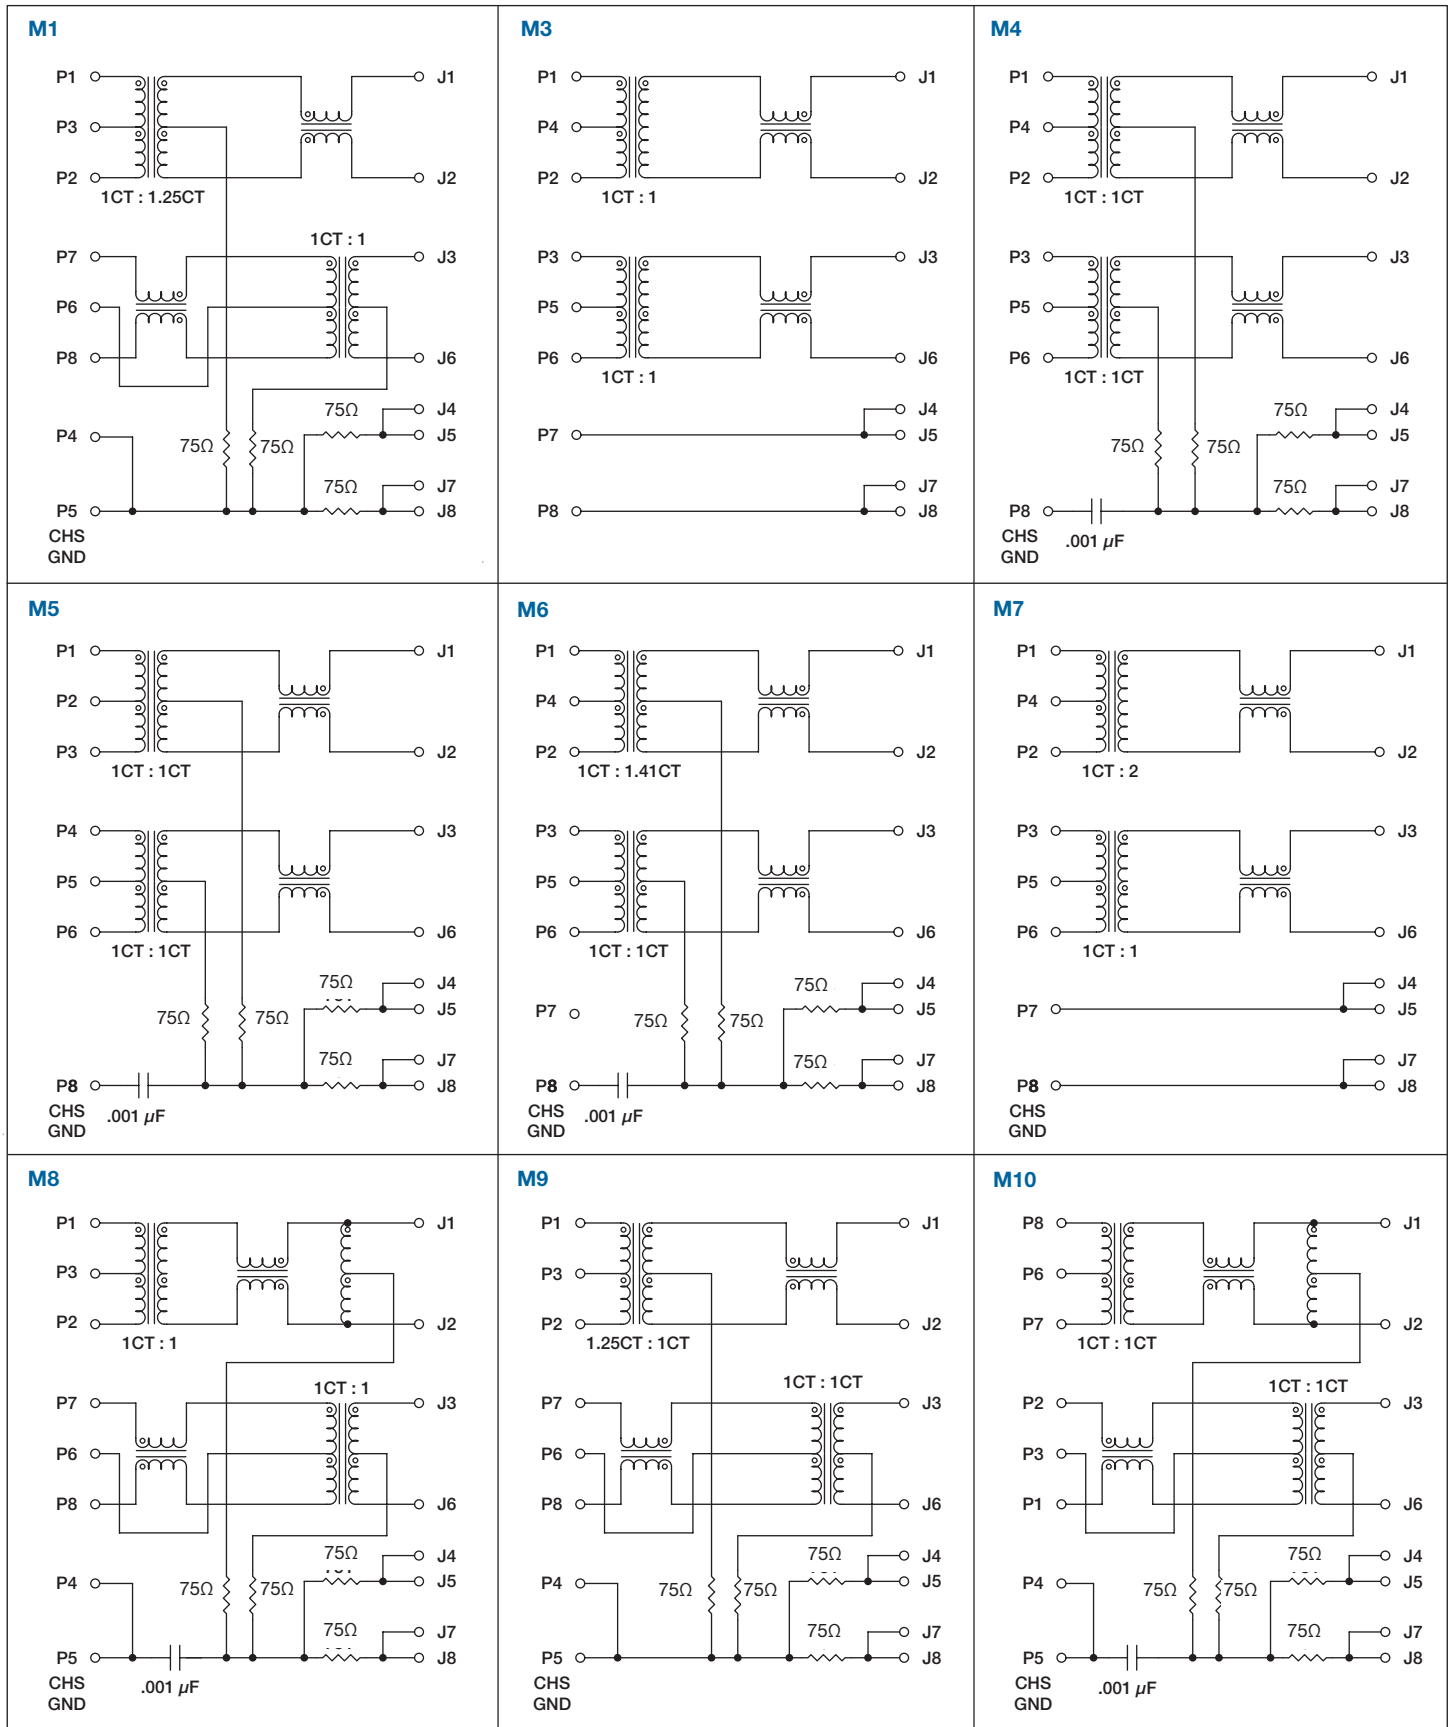 M1
P1
J1
P3
P2
J2
1CT : 1.25CT
1CT : 1
P7
J3
P6
P8
J6
75Ω
J4
P4
75Ω
75Ω
J5
75Ω
J7
P5
J8
CHS
GND
M3
P1
J1
P4
P2
J2
1CT : 1
P3
J3
P5
P6
J6
1CT : 1
J4
P7
J5
J7
P8
J8
M4
P1
J1
P4
P2
J2
1CT : 1CT
P3
J3
P5
P6
J6
1CT : 1CT
75Ω
J4
75Ω
75Ω
J5
75Ω
J7
P8
J8
CHS
GND
.001 µF
M5
P1
J1
P2
P3
J2
1CT : 1CT
P4
J3
P5
P6
J6
1CT : 1CT
75Ω
J4
J5
75Ω
75Ω
75Ω
J7
P8
J8
CHS
GND
.001 µF
M6
P1
J1
P4
P2
J2
1CT : 1.41CT
P3
J3
P5
P6
J6
1CT : 1CT
75Ω
J4
P7
J5
75Ω
75Ω
75Ω
J7
P8
J8
CHS
GND
.001 µF
M7
P1
J1
P4
P2
J2
1CT : 2
P3
J3
P5
P6
J6
1CT : 1
J4
P7
J5
J7
P8
J8
CHS
GND
M8
P1
J1
P3
P2
J2
1CT : 1
1CT : 1
P7
J3
P6
P8
J6
75Ω
J4
P4
J5
75Ω
75Ω
75Ω
J7
P5
J8
CHS
GND
.001 µF
M9
P1
J1
P3
P2
J2
1.25CT : 1CT
1CT : 1CT
P7
J3
P6
P8
J6
75Ω
J4
P4
J5
75Ω
75Ω
75Ω
J7
P5
J8
CHS
GND
M10
P8
J1
P6
P7
J2
1CT : 1CT
1CT : 1CT
P2
J3
P3
P1
J6
75Ω
J4
P4
J5
75Ω
75Ω
75Ω
J7
P5
J8
CHS
GND
.001 µF